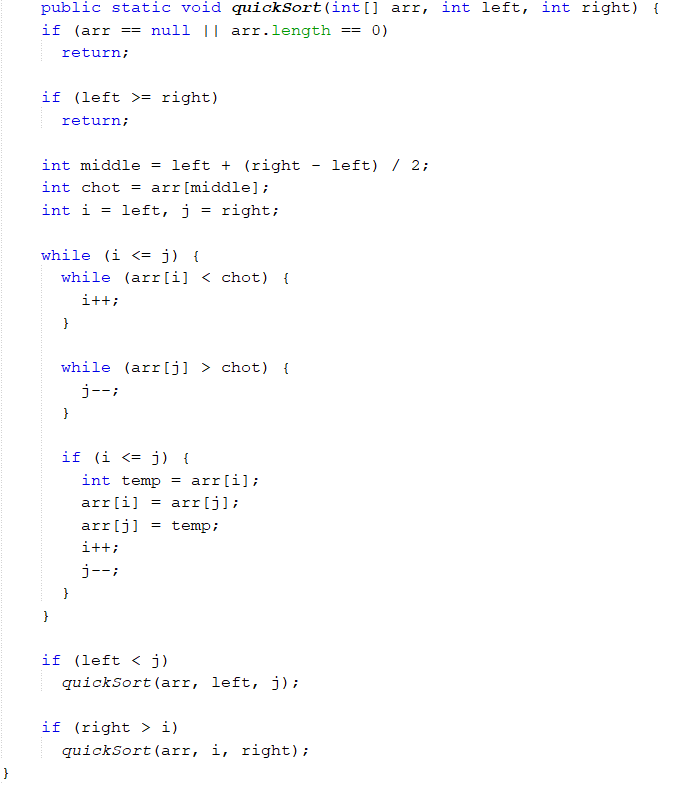 public static void quickSort(int[] arr, int left, int right) {
if (arr == null || arr.length == 0)
return;
if (left >= right)
return;
int middle = left + (right - left) / 2;
int chot = arr[middle];
int i = left, j = right;
while (i <= j) {
while (arr[i] < chot) {
i++;
}
while (arr[j] > chot) {
j--;
}
if (i <= j) {
int temp = arr[i];
arr[i] = arr[j];
arr[j] = temp;
i++;
j--;
}
}
if (left < j)
quickSort(arr, left, j);
if (right > i)
quickSort(arr, i, right);
}